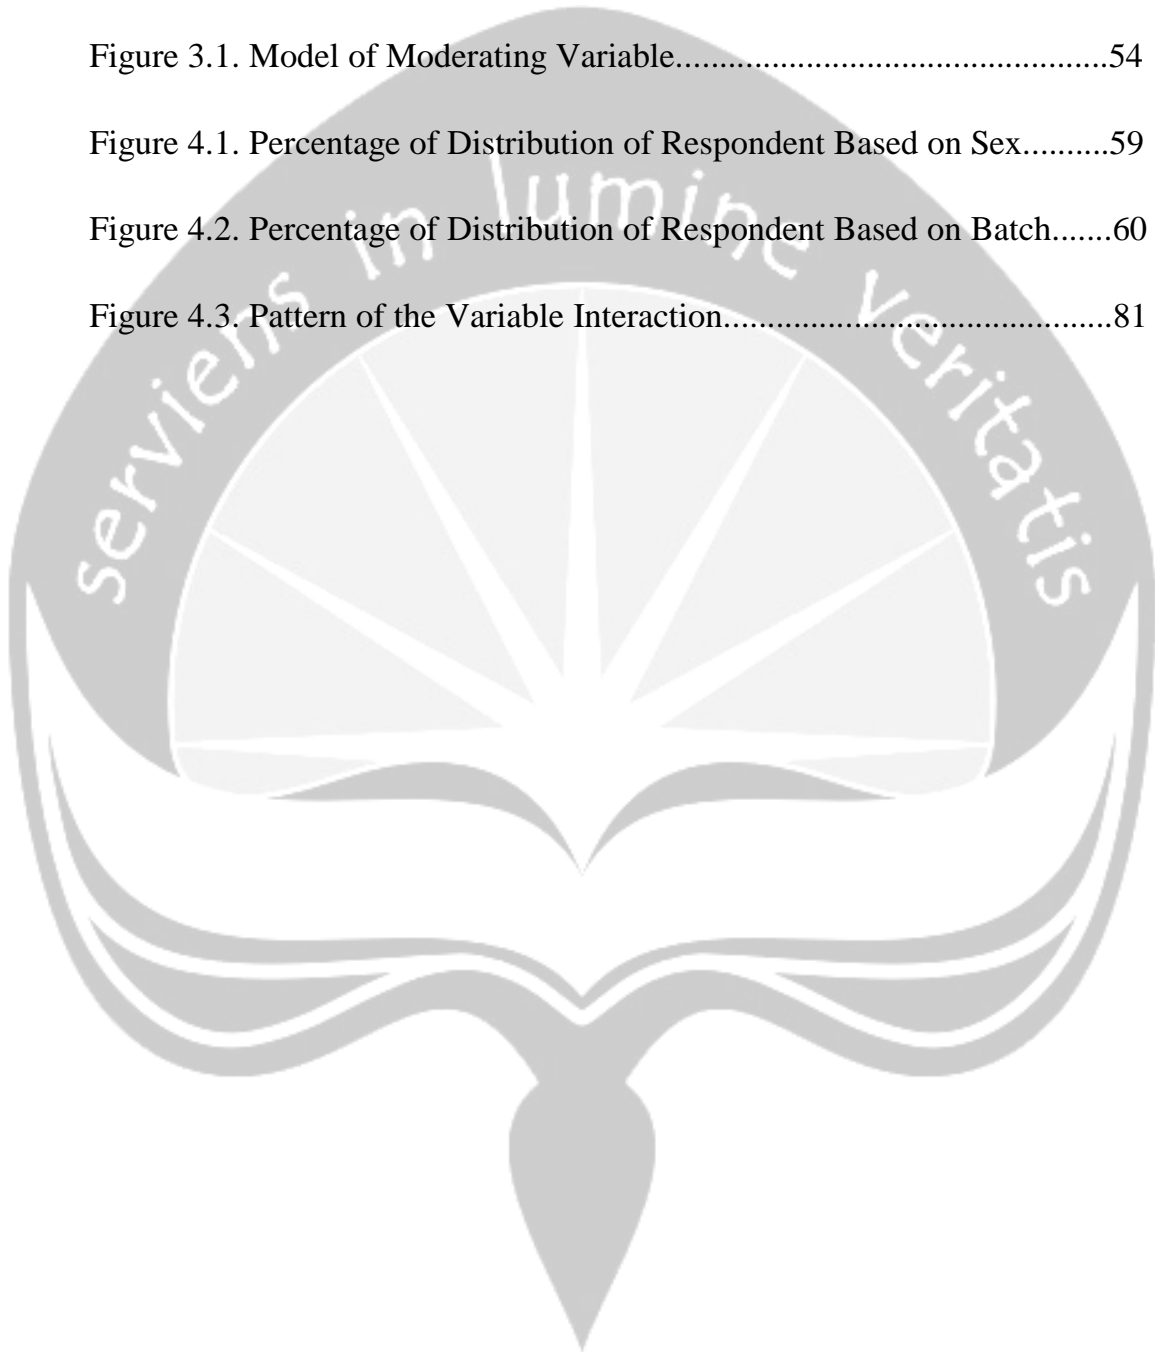 Figure 3.1. Model of Moderating Variable.................................................54
Figure 4.1. Percentage of Distribution of Respondent Based on Sex..........59
Figure 4.2. Percentage of Distribution of Respondent Based on Batch.......60
Figure 4.3. Pattern of the Variable Interaction............................................81
serviens in lumine veritatis